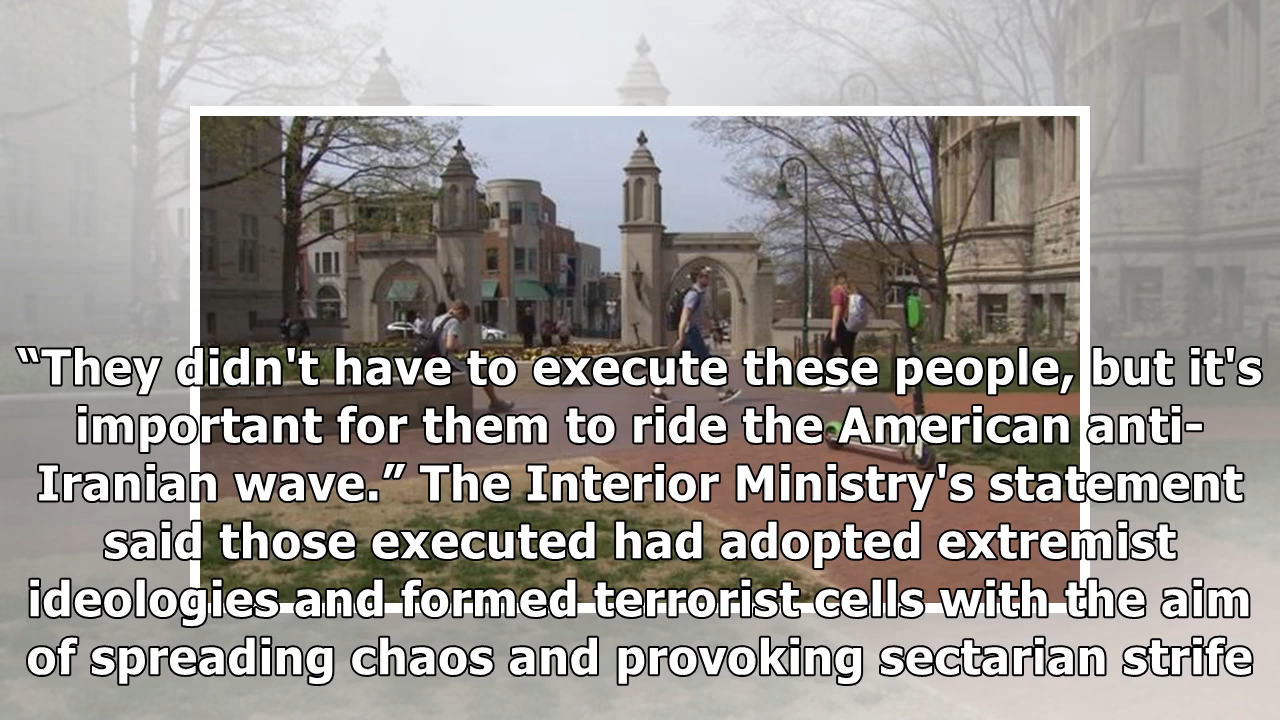 “They didn't have to execute these people, but it's
important for them to ride the American anti-
Iranian wave.” The Interior Ministry's statement
said those executed had adopted extremist
ideologies and formed terrorist cells with the aim
of spreading chaos and provoking sectarian strife